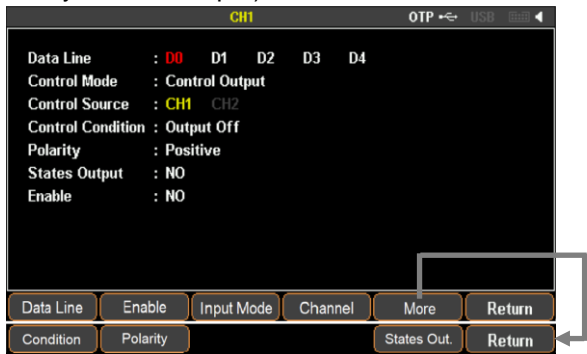 CH1 OTP USB
Data Line : D0 D1 D2 D3 D4
Control Mode : Control Output
Control Source : CH1 CH2
Control Condition : Output Off
Polarity : Positive
States Output : NO
Enable : NO
Data Line Enable Input Mode Channel More Return
Condition Polarity States Out. Return